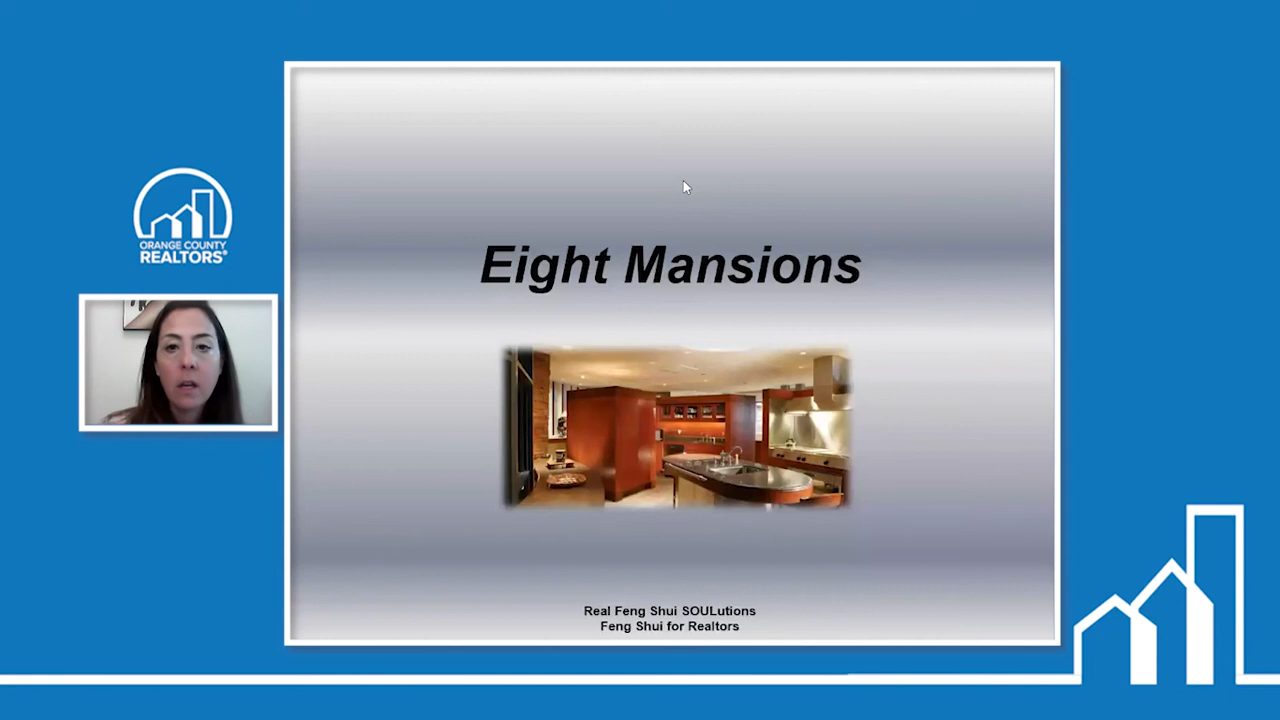 ORANGE COUNTY
REALTORS®
Eight Mansions
Real Feng Shui SOULutions
Feng Shui for Realtors